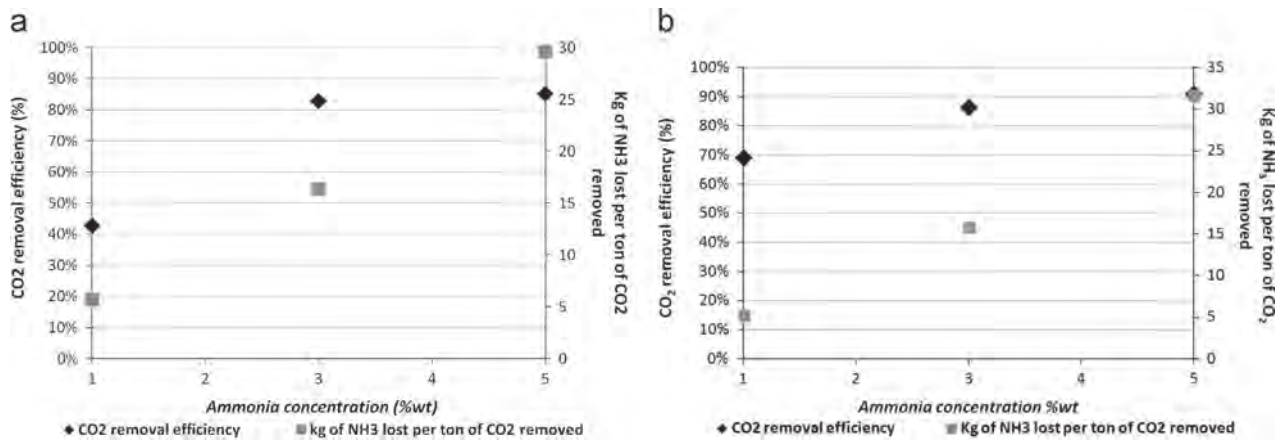 a
100%
90%
80%
70%
60%
50%
40%
30%
20%
10%
0%
CO2 removal efficiency (%)
30
25
20
15
10
5
0
Kg of NH3 lost per ton of CO2
removed
1 2 3 4 5
Ammonia concentration (%wt)
CO2 removal efficiency kg of NH3 lost per ton of CO2 removed
b
100%
90%
80%
70%
60%
50%
40%
30%
20%
10%
0%
CO₂ removal efficiency (%)
35
30
25
20
15
10
5
0
Kg of NH₃ lost per ton of CO₂
removed
1 2 3 4 5
Ammonia concentration %wt
CO2 removal efficiency Kg of NH3 lost per ton of CO2 removed